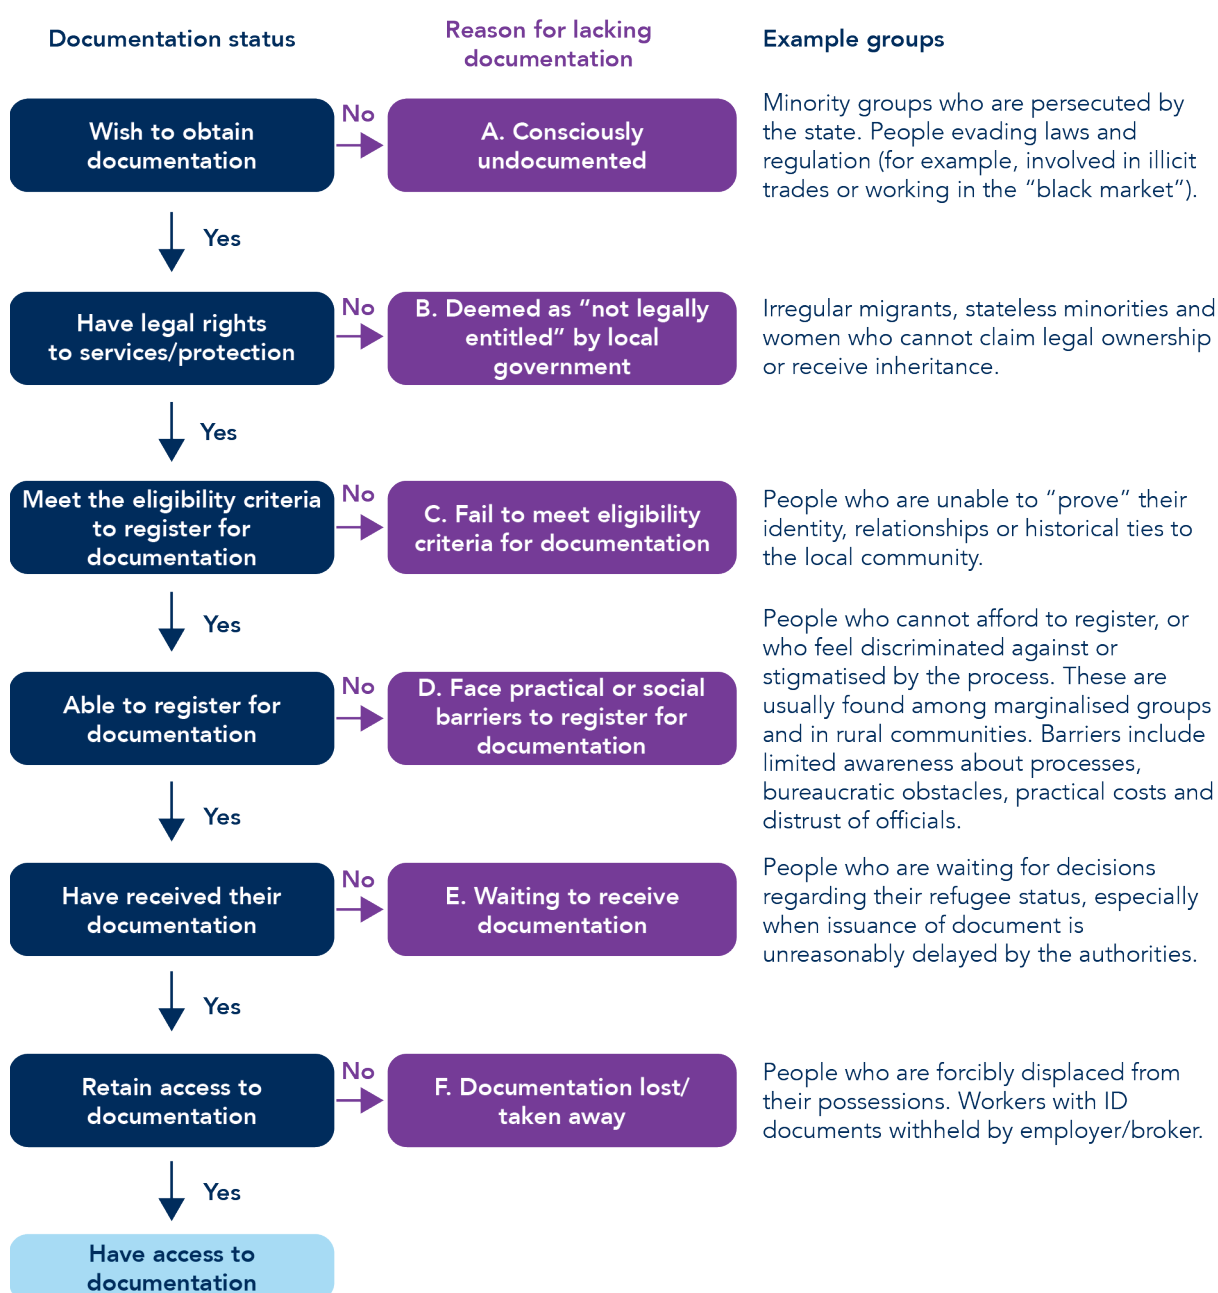 Documentation status
Reason for lacking
documentation
Example groups
Wish to obtain
documentation
No
A. Consciously
undocumented
Minority groups who are persecuted by
the state. People evading laws and
regulation (for example, involved in illicit
trades or working in the “black market”).
Yes
Have legal rights
to services/protection
No
B. Deemed as “not legally
entitled” by local
government
Irregular migrants, stateless minorities and
women who cannot claim legal ownership
or receive inheritance.
Yes
Meet the eligibility criteria
to register for
documentation
No
C. Fail to meet eligibility
criteria for documentation
People who are unable to “prove” their
identity, relationships or historical ties to
the local community.
Yes
Able to register for
documentation
No
D. Face practical or social
barriers to register for
documentation
People who cannot afford to register, or
who feel discriminated against or
stigmatised by the process. These are
usually found among marginalised groups
and in rural communities. Barriers include
limited awareness about processes,
bureaucratic obstacles, practical costs and
distrust of officials.
Yes
Have received their
documentation
No
E. Waiting to receive
documentation
People who are waiting for decisions
regarding their refugee status, especially
when issuance of document is
unreasonably delayed by the authorities.
Yes
Retain access to
documentation
No
F. Documentation lost/
taken away
People who are forcibly displaced from
their possessions. Workers with ID
documents withheld by employer/broker.
Yes
Have access to
documentation